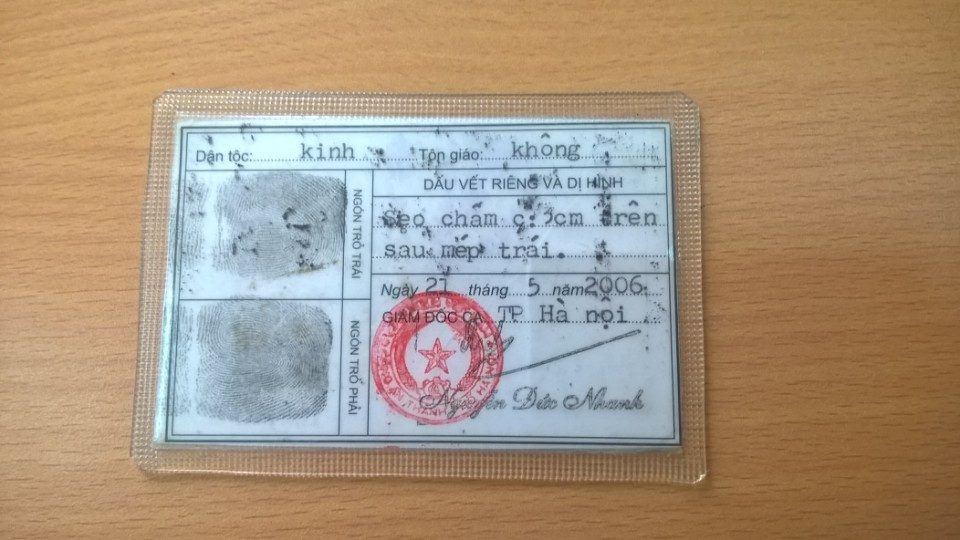 Dân tộc: kinh Tôn giáo: không
NGÓN TRỎ TRÁI
NGÓN TRỎ PHẢI
DẤU VẾT RIÊNG VÀ DỊ HÌNH
Sẹo chấm c. 3cm trên
sau mép trái.
Ngày 21 tháng 5 năm 2006
GIÁM ĐỐC CA TP Hà nội
Nguyễn Đức Nhanh